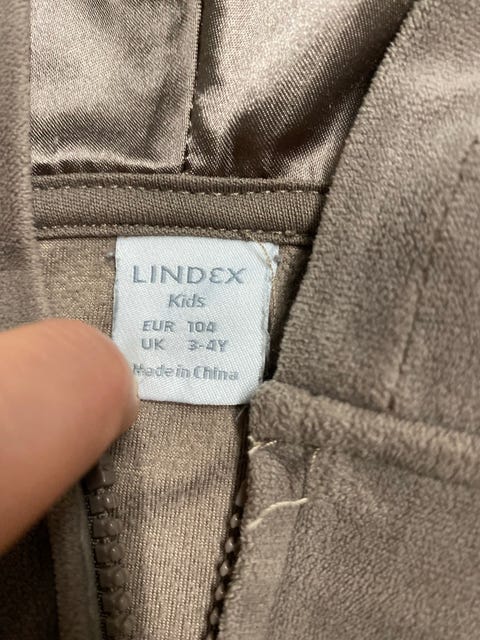 LINDEX
Kids
EUR 104
UK 3-4Y
Made in China